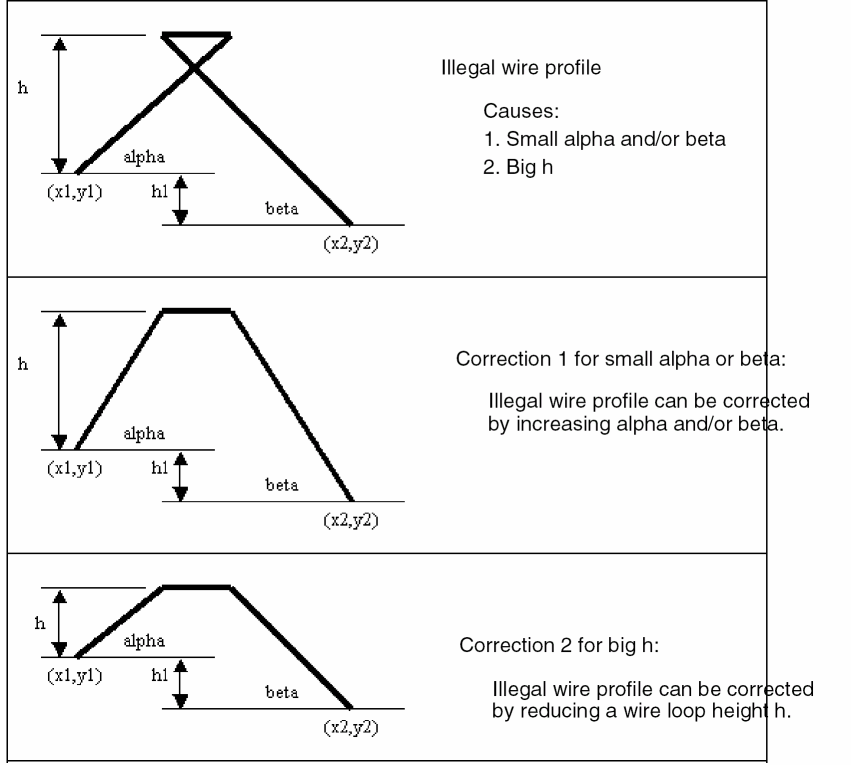 h
alpha
(x1,y1)
h1
beta
(x2,y2)
Illegal wire profile
Causes:
1. Small alpha and/or beta
2. Big h
h
alpha
(x1,y1)
h1
beta
(x2,y2)
Correction 1 for small alpha or beta:
Illegal wire profile can be corrected
by increasing alpha and/or beta.
h
alpha
(x1,y1)
h1
beta
(x2,y2)
Correction 2 for big h:
Illegal wire profile can be corrected
by reducing a wire loop height h.